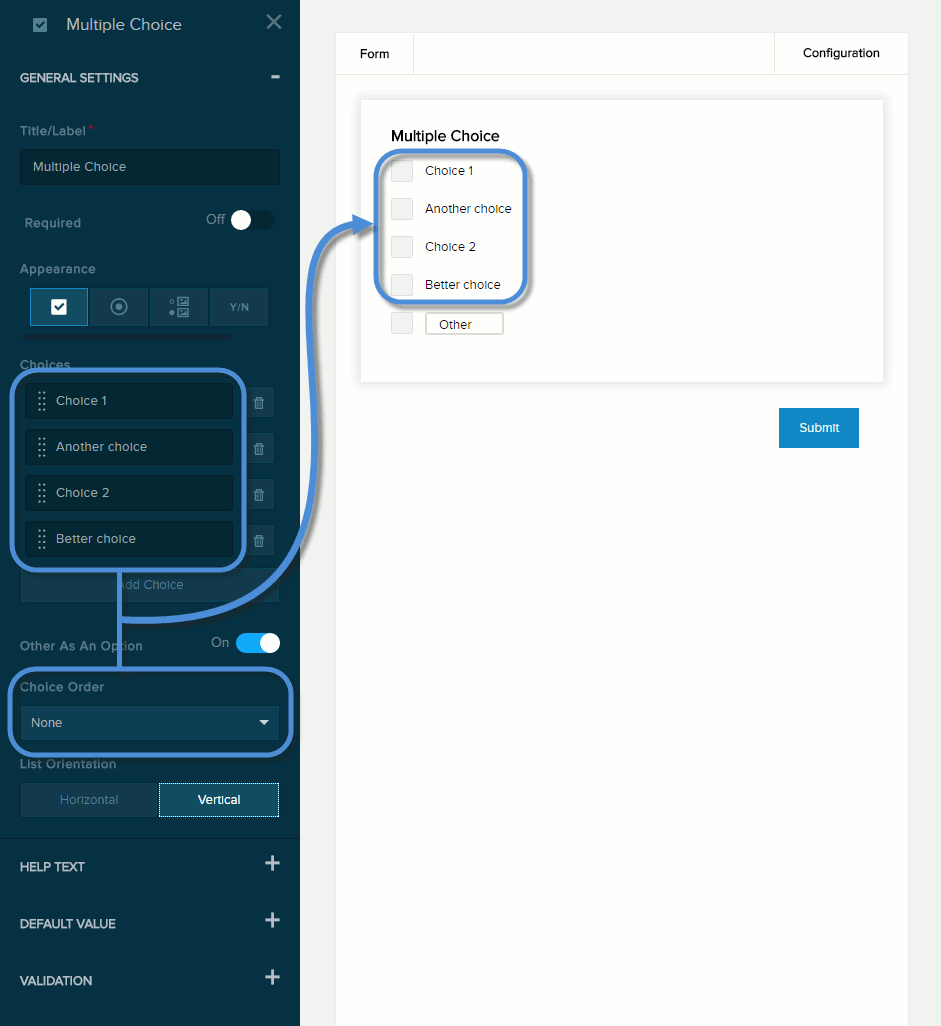 Multiple Choice
GENERAL SETTINGS
Title/Label*
Multiple Choice
Required Off
Appearance
Y/N
Choices
Choice 1
Another choice
Choice 2
Better choice
Add Choice
Other As An Option On
Choice Order
None
List Orientation
Horizontal Vertical
HELP TEXT
DEFAULT VALUE
VALIDATION
Form Configuration
Multiple Choice
Choice 1
Another choice
Choice 2
Better choice
Other
Submit